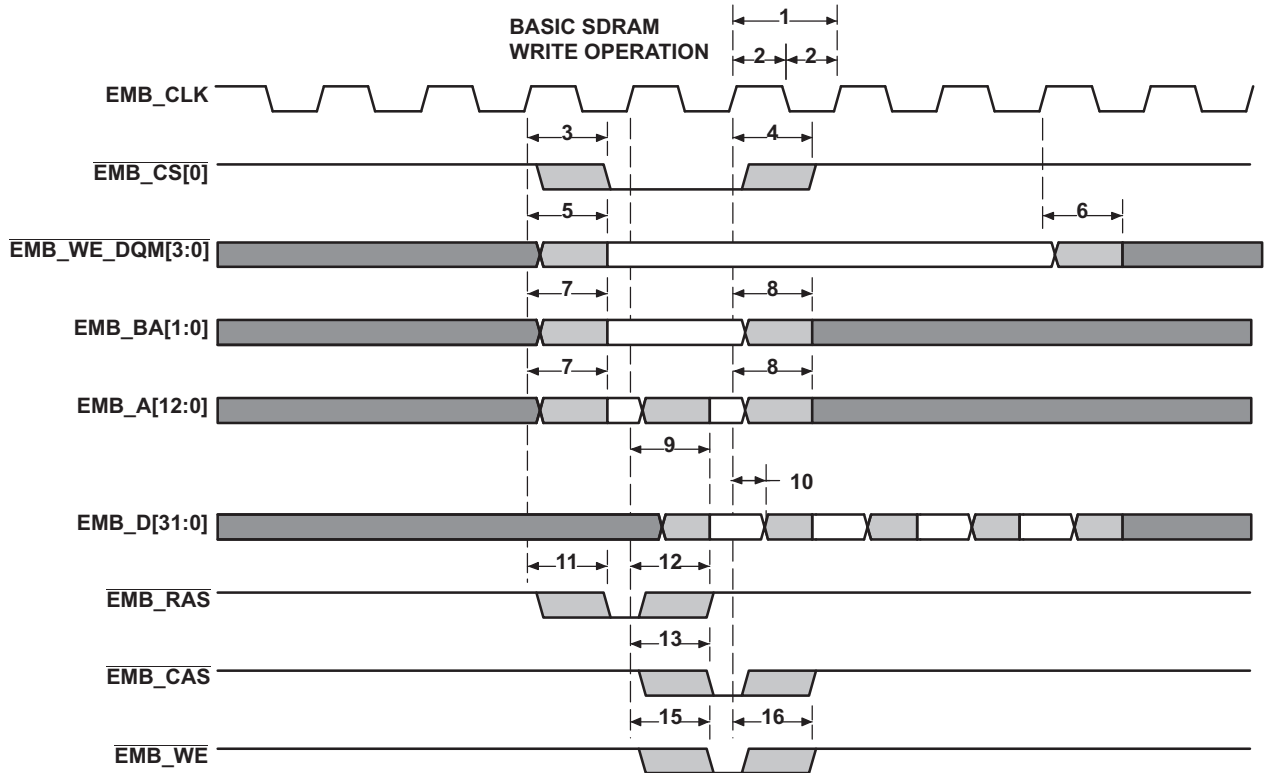 BASIC SDRAM
WRITE OPERATION
1
2 2
EMB_CLK
3 4
EMB_CS[0]
5 6
EMB_WE_DQM[3:0]
7 8
EMB_BA[1:0]
7 8
EMB_A[12:0]
9
10
EMB_D[31:0]
11 12
EMB_RAS
13
EMB_CAS
15 16
EMB_WE